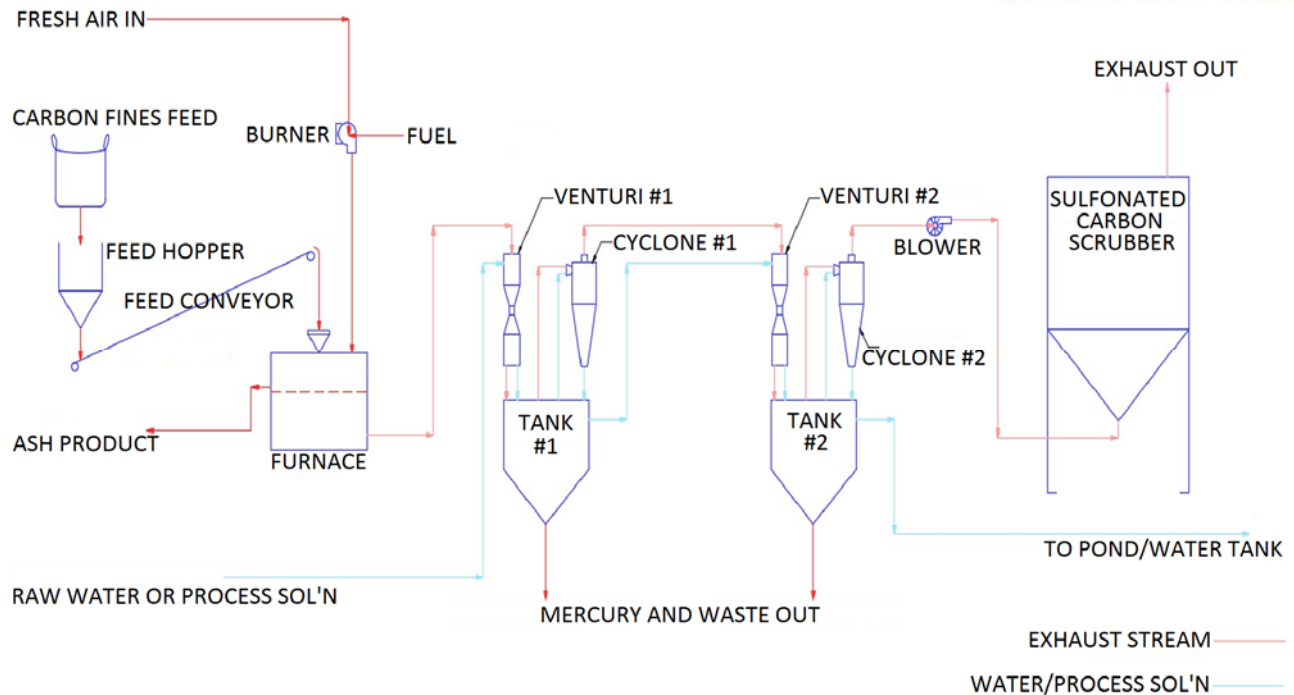 FRESH AIR IN
EXHAUST OUT
CARBON FINES FEED
BURNER
FUEL
VENTURI #1
VENTURI #2
SULFONATED
CARBON
SCRUBBER
FEED HOPPER
CYCLONE #1
BLOWER
FEED CONVEYOR
CYCLONE #2
ASH PRODUCT
FURNACE
TANK
#1
TANK
#2
TO POND/WATER TANK
RAW WATER OR PROCESS SOL'N
MERCURY AND WASTE OUT
EXHAUST STREAM
WATER/PROCESS SOL'N